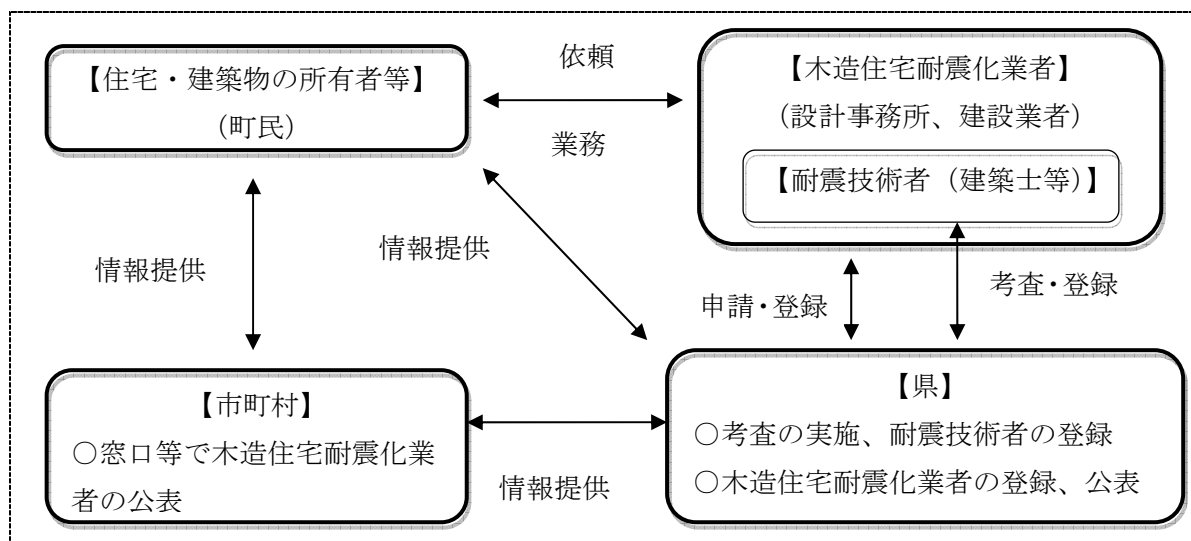 【住宅・建築物の所有者等】
（町民）
依頼
業務
【木造住宅耐震化業者】
（設計事務所、建設業者）
【耐震技術者（建築士等）】
情報提供
情報提供
申請・登録
考査・登録
【市町村】
○窓口等で木造住宅耐震化業
者の公表
情報提供
【県】
○考査の実施、耐震技術者の登録
○木造住宅耐震化業者の登録、公表